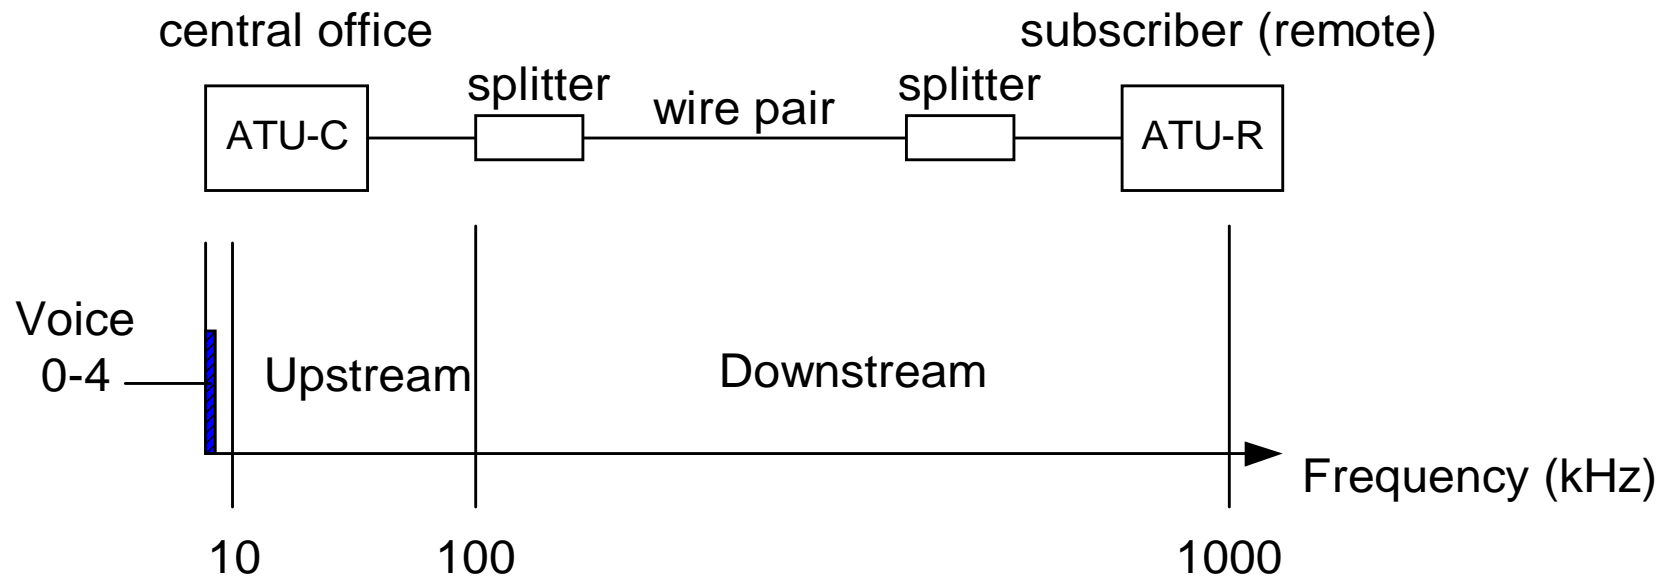 central office
subscriber (remote)
splitter
wire pair
splitter
ATU-C
ATU-R
Voice
0-4
Upstream
Downstream
Frequency (kHz)
10
100
1000